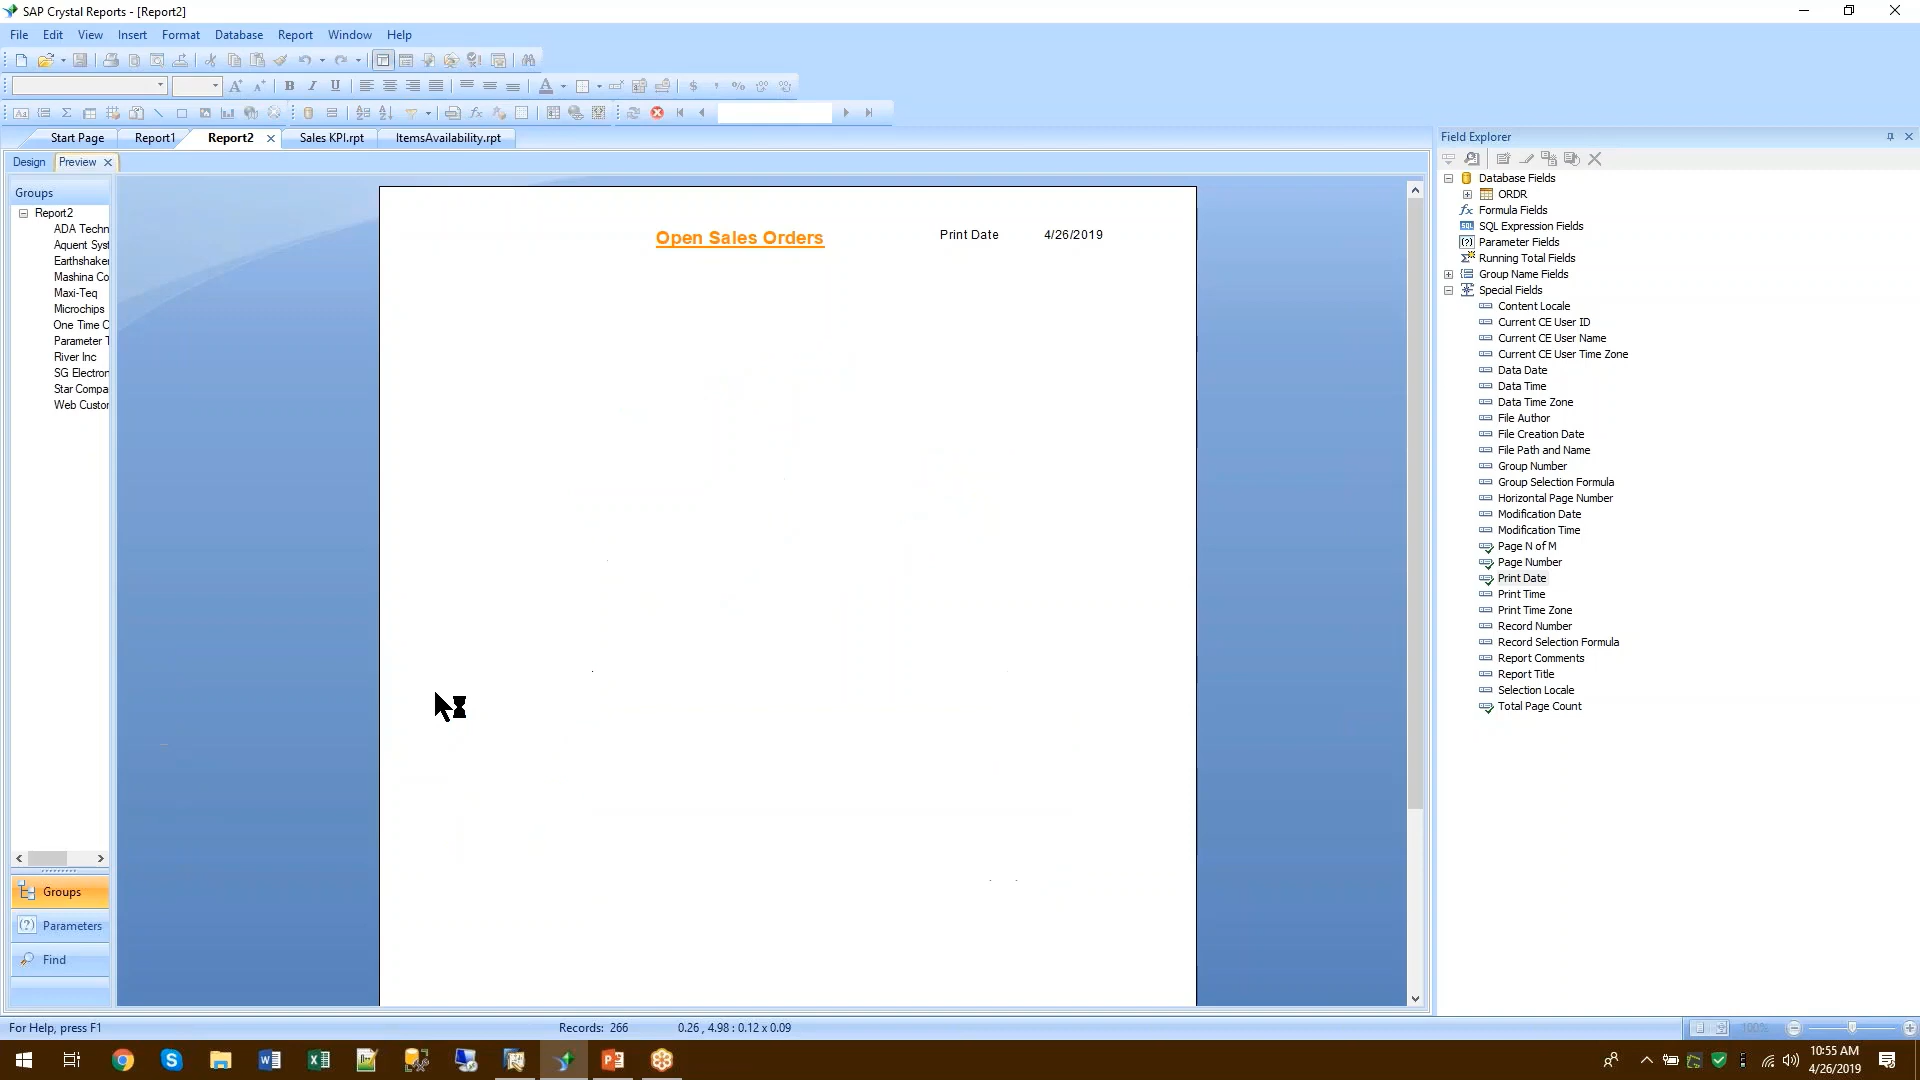 SAP Crystal Reports - [Report2]
File Edit View Insert Format Database Report Window Help
Start Page Report1 Report2 Sales KPI.rpt ItemsAvailability.rpt
Design Preview
Groups
Report2
ADA Techn
Aquent Syst
Earthshaker
Mashina Co
Maxi-Teq
Microchips
One Time C
Parameter T
River Inc
SG Electron
Star Compa
Web Custor
Groups
Parameters
Find
Open Sales Orders
Print Date 4/26/2019
Field Explorer
Database Fields
ORDR
Formula Fields
SQL Expression Fields
Parameter Fields
Running Total Fields
Group Name Fields
Special Fields
Content Locale
Current CE User ID
Current CE User Name
Current CE User Time Zone
Data Date
Data Time
Data Time Zone
File Author
File Creation Date
File Path and Name
Group Number
Group Selection Formula
Horizontal Page Number
Modification Date
Modification Time
Page N of M
Page Number
Print Date
Print Time
Print Time Zone
Record Number
Record Selection Formula
Report Comments
Report Title
Selection Locale
Total Page Count
For Help, press F1
Records: 266
0.26 , 4.98 : 0.12 x 0.09
100%
10:55 AM
4/26/2019